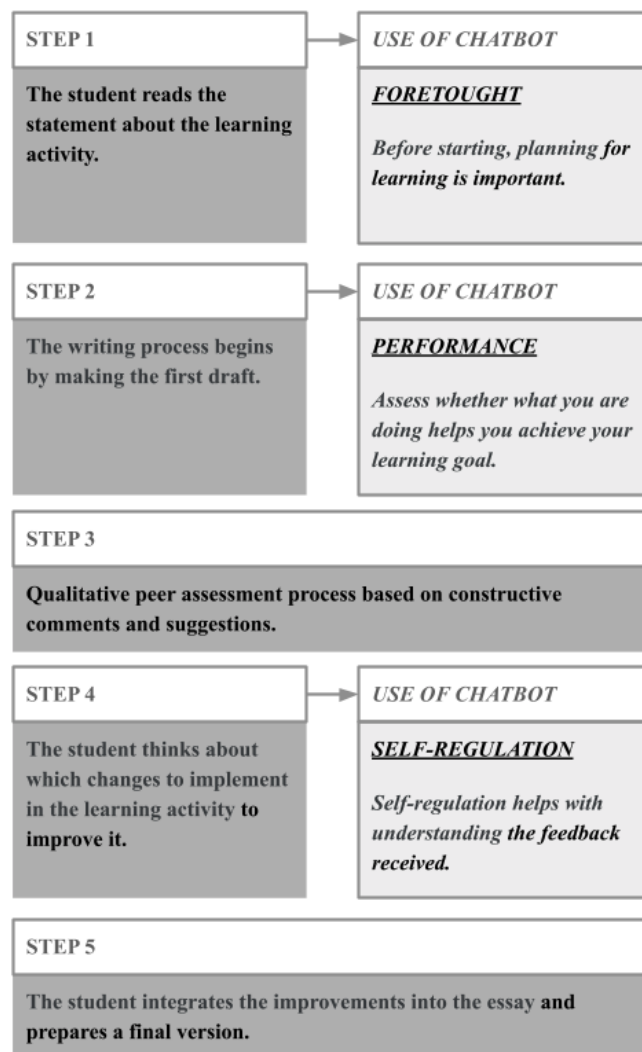 STEP 1
USE OF CHATBOT
The student reads the
statement about the learning
activity.
FORETOUGHT
Before starting, planning for
learning is important.
STEP 2
USE OF CHATBOT
The writing process begins
by making the first draft.
PERFORMANCE
Assess whether what you are
doing helps you achieve your
learning goal.
STEP 3
Qualitative peer assessment process based on constructive
comments and suggestions.
STEP 4
USE OF CHATBOT
The student thinks about
which changes to implement
in the learning activity to
improve it.
SELF-REGULATION
Self-regulation helps with
understanding the feedback
received.
STEP 5
The student integrates the improvements into the essay and
prepares a final version.